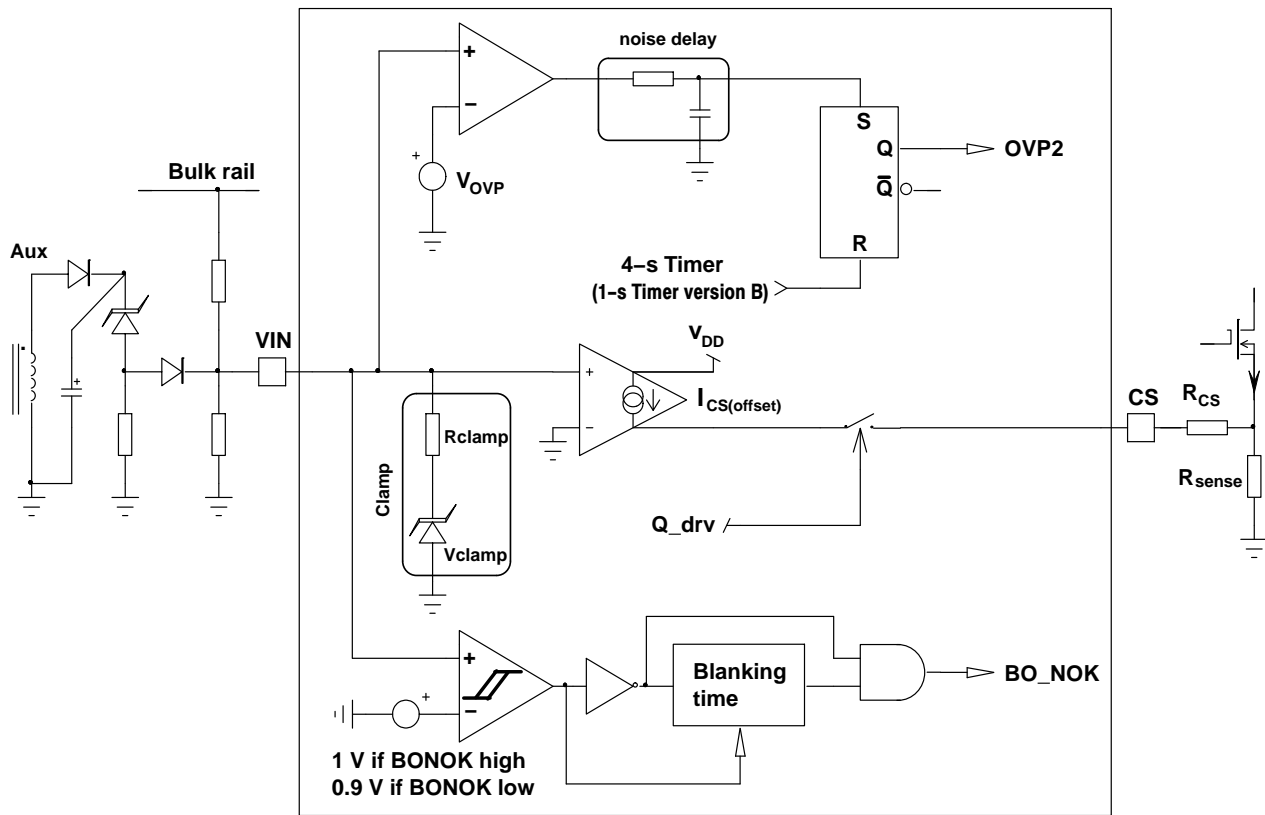 noise delay
+
−
S
Q
OVP2
Q̅
R
+
VOVP
Bulk rail
Aux
4−s Timer
(1−s Timer version B)
VIN
VDD
+
ICS(offset)
−
CS
RCS
Rsense
+
Rclamp
Clamp
Vclamp
Q_drv
+
−
+
Blanking
time
BO_NOK
1 V if BONOK high
0.9 V if BONOK low